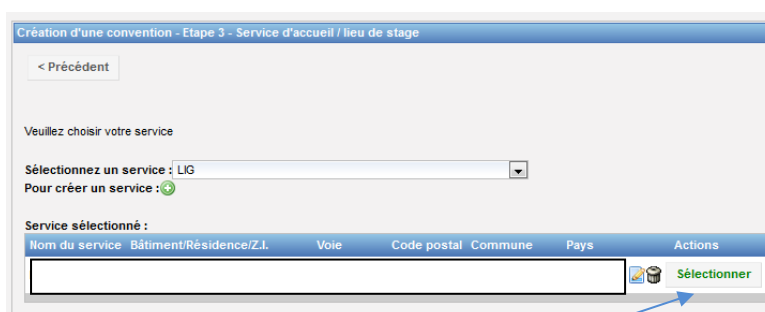 Création d'une convention - Etape 3 - Service d'accueil / lieu de stage
< Précédent
Veuillez choisir votre service
Sélectionnez un service : LIG
Pour créer un service :
Service sélectionné :
Nom du service Bâtiment/Résidence/Z.I. Voie Code postal Commune Pays Actions
Sélectionner